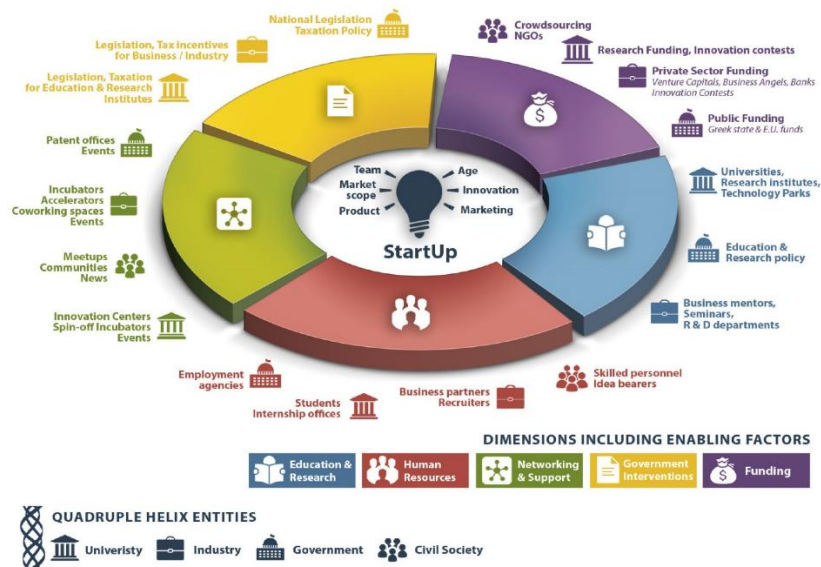 National Legislation
Taxation Policy
Legislation, Tax incentives
for Business / Industry
Legislation, Taxation
for Education & Research
Institutes
Patent offices
Events
Incubators
Accelerators
Coworking spaces
Events
Meetups
Communities
News
Innovation Centers
Spin-off Incubators
Events
Crowdsourcing
NGOs
Research Funding, Innovation contests
Private Sector Funding
Venture Capitals, Business Angels, Banks
Innovation Contests
Public Funding
Greek state & E.U. funds
Universities,
Research institutes,
Technology Parks
Education &
Research policy
Business mentors,
Seminars,
R & D departments
Team
Market
scope
Product
Age
Innovation
Marketing
StartUp
Employment
agencies
Students
Internship offices
Business partners
Recruiters
Skilled personnel
Idea bearers
DIMENSIONS INCLUDING ENABLING FACTORS
Education &
Research
Human
Resources
Networking
& Support
Government
Interventions
Funding
QUADRUPLE HELIX ENTITIES
Univeristy
Industry
Government
Civil Society